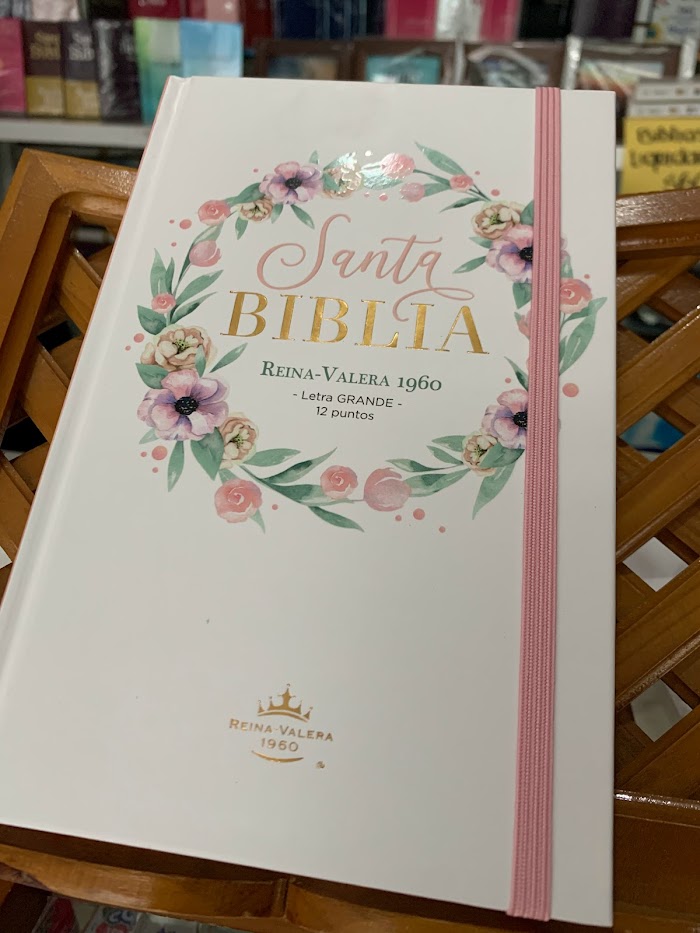 Santa
BIBLIA
REINA-VALERA 1960
- Letra GRANDE -
12 puntos
REINA-VALERA
1960